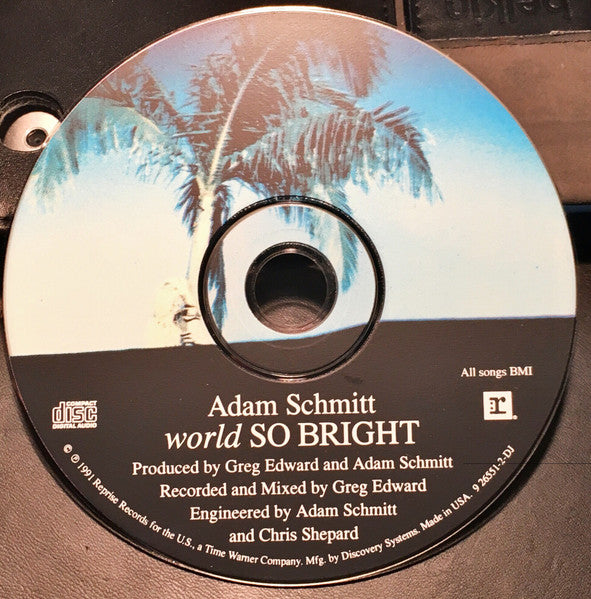 belkin
All songs BMI
COMPACT
disc
DIGITAL AUDIO
r
Adam Schmitt
world SO BRIGHT
Produced by Greg Edward and Adam Schmitt
Recorded and Mixed by Greg Edward
Engineered by Adam Schmitt
and Chris Shepard
© ℗ 1991 Reprise Records for the U.S., a Time Warner Company. Mfg. by Discovery Systems. Made in USA. 9 26551-2-DJ